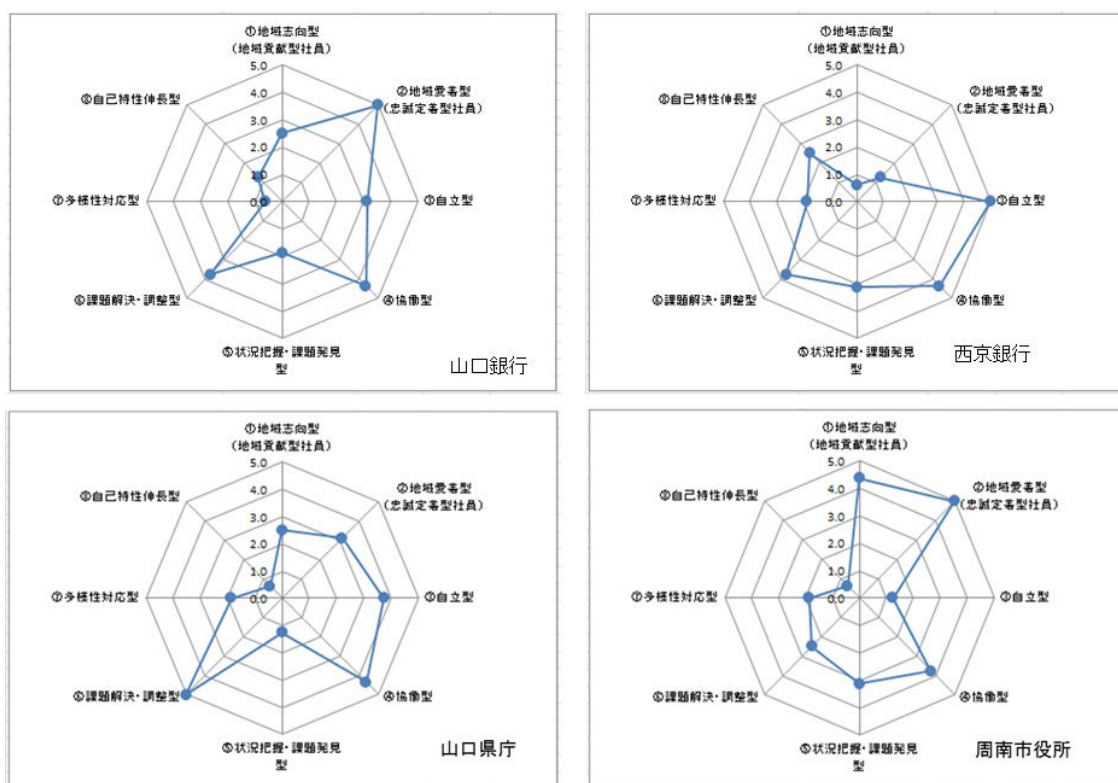 ①地域志向型
(地域貢献型社員)
5.0
4.0
3.0
2.0
1.0
0.0
②地域愛着型
(忠誠定着型社員)
③自立型
④協働型
⑤状況把握・課題発見
型
⑥課題解決・調整型
⑦多様性対応型
⑧自己特性伸長型
山口銀行
①地域志向型
(地域貢献型社員)
5.0
4.0
3.0
2.0
1.0
0.0
②地域愛着型
(忠誠定着型社員)
③自立型
④協働型
⑤状況把握・課題発見
型
⑥課題解決・調整型
⑦多様性対応型
⑧自己特性伸長型
西京銀行
①地域志向型
(地域貢献型社員)
5.0
4.0
3.0
2.0
1.0
0.0
②地域愛着型
(忠誠定着型社員)
③自立型
④協働型
⑤状況把握・課題発見
型
⑥課題解決・調整型
⑦多様性対応型
⑧自己特性伸長型
山口県庁
①地域志向型
(地域貢献型社員)
5.0
4.0
3.0
2.0
1.0
0.0
②地域愛着型
(忠誠定着型社員)
③自立型
④協働型
⑤状況把握・課題発見
型
⑥課題解決・調整型
⑦多様性対応型
⑧自己特性伸長型
周南市役所